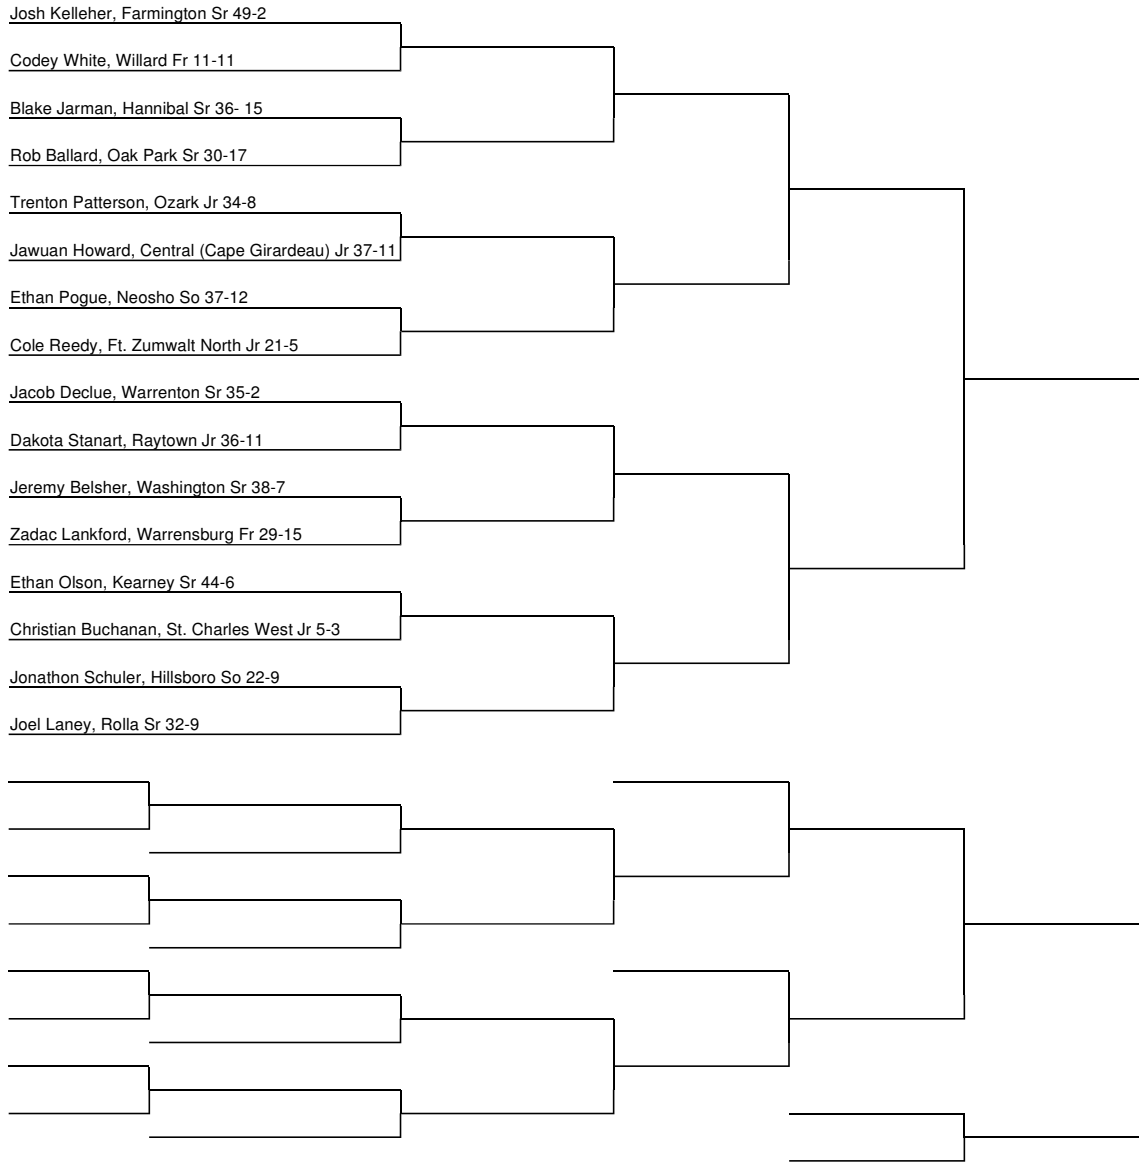 Josh Kelleher, Farmington Sr 49-2
Codey White, Willard Fr 11-11
Blake Jarman, Hannibal Sr 36- 15
Rob Ballard, Oak Park Sr 30-17
Trenton Patterson, Ozark Jr 34-8
Jawuan Howard, Central (Cape Girardeau) Jr 37-11
Ethan Pogue, Neosho So 37-12
Cole Reedy, Ft. Zumwalt North Jr 21-5
Jacob Declue, Warrenton Sr 35-2
Dakota Stanart, Raytown Jr 36-11
Jeremy Belsher, Washington Sr 38-7
Zadac Lankford, Warrensburg Fr 29-15
Ethan Olson, Kearney Sr 44-6
Christian Buchanan, St. Charles West Jr 5-3
Jonathon Schuler, Hillsboro So 22-9
Joel Laney, Rolla Sr 32-9